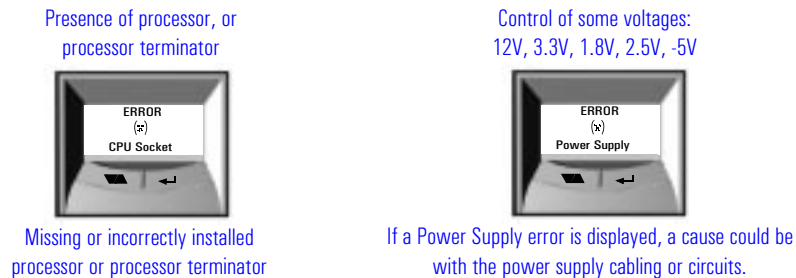 Presence of processor, or
processor terminator
ERROR
CPU Socket
Missing or incorrectly installed
processor or processor terminator
Control of some voltages:
12V, 3.3V, 1.8V, 2.5V, -5V
ERROR
Power Supply
If a Power Supply error is displayed, a cause could be
with the power supply cabling or circuits.